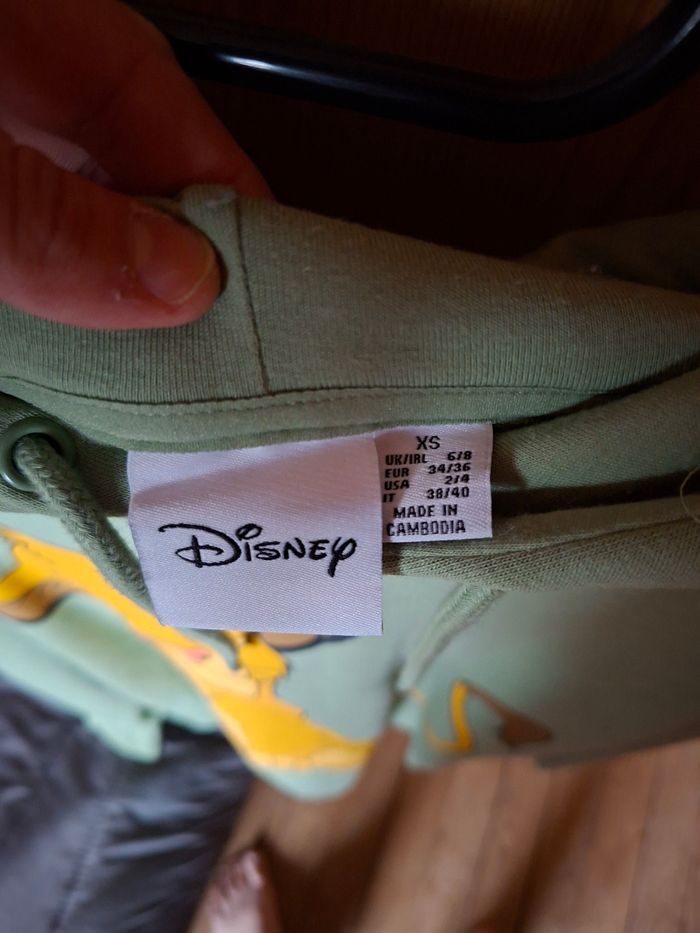 Disney
XS
UK/IRL 6/8
EUR 34/36
USA 2/4
IT 38/40
MADE IN
CAMBODIA